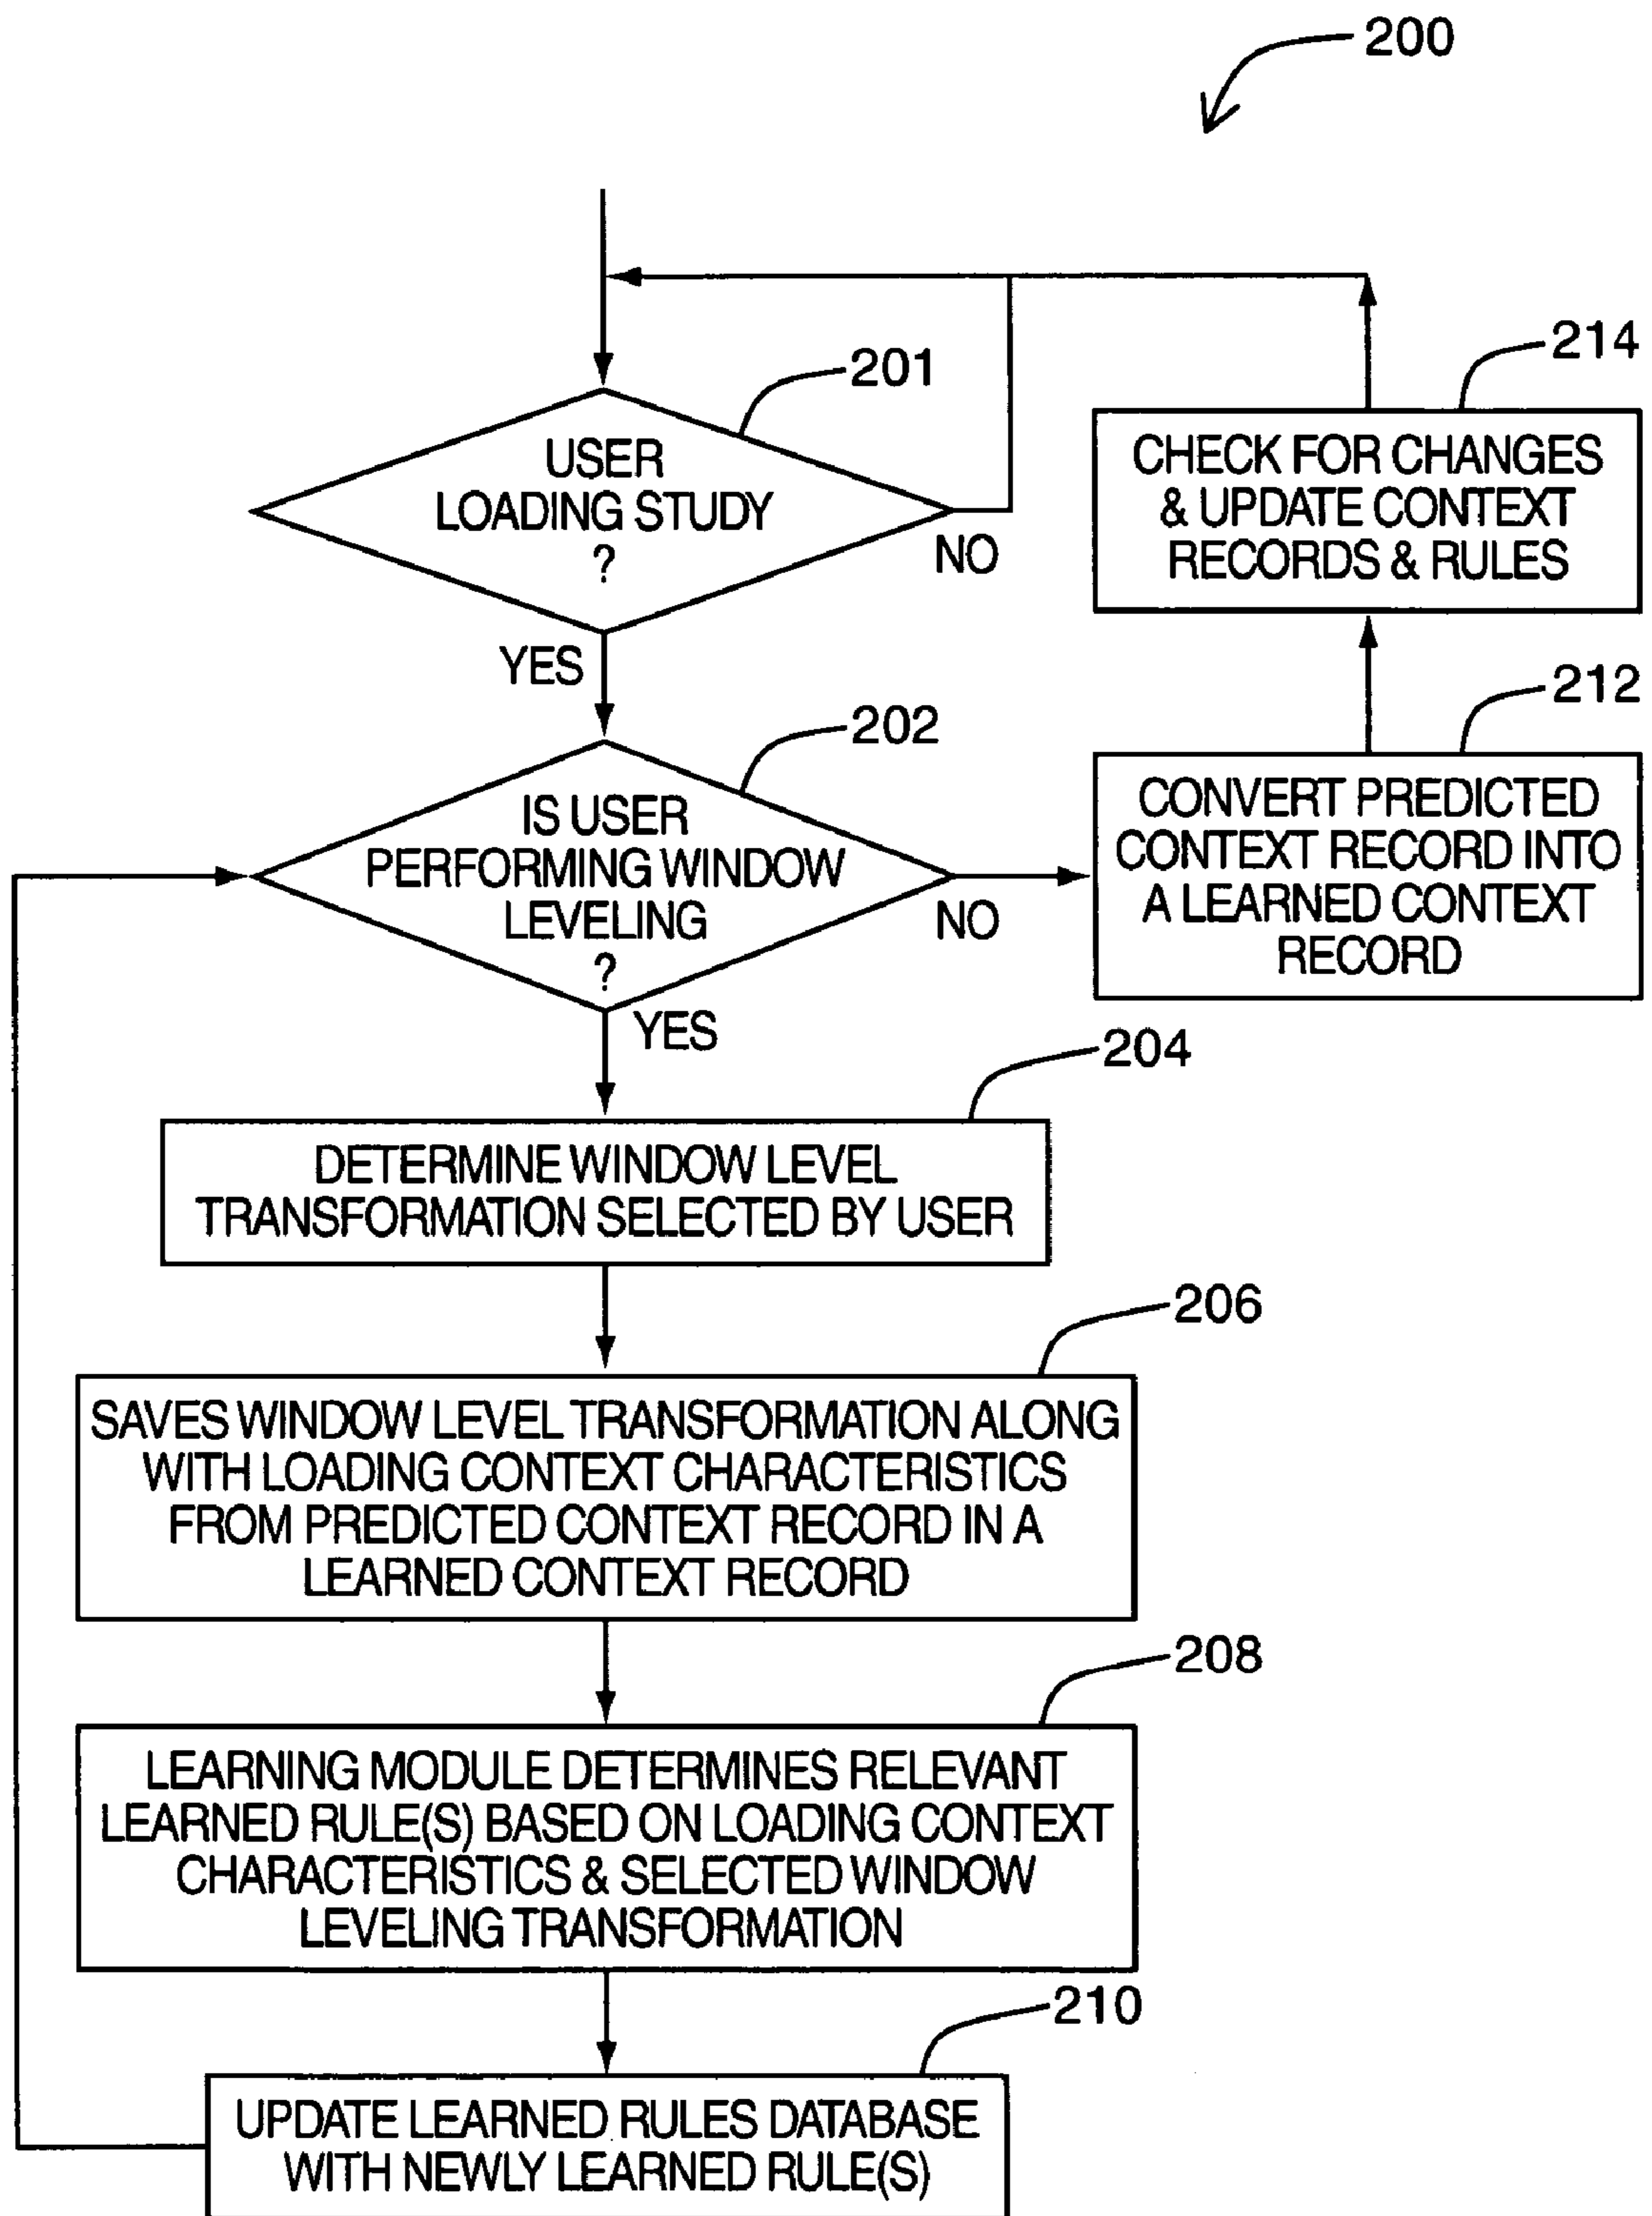 200
201
USER
LOADING STUDY
?
NO
YES
214
CHECK FOR CHANGES
& UPDATE CONTEXT
RECORDS & RULES
202
IS USER
PERFORMING WINDOW
LEVELING
?
NO
YES
212
CONVERT PREDICTED
CONTEXT RECORD INTO
A LEARNED CONTEXT
RECORD
204
DETERMINE WINDOW LEVEL
TRANSFORMATION SELECTED BY USER
206
SAVES WINDOW LEVEL TRANSFORMATION ALONG
WITH LOADING CONTEXT CHARACTERISTICS
FROM PREDICTED CONTEXT RECORD IN A
LEARNED CONTEXT RECORD
208
LEARNING MODULE DETERMINES RELEVANT
LEARNED RULE(S) BASED ON LOADING CONTEXT
CHARACTERISTICS & SELECTED WINDOW
LEVELING TRANSFORMATION
210
UPDATE LEARNED RULES DATABASE
WITH NEWLY LEARNED RULE(S)